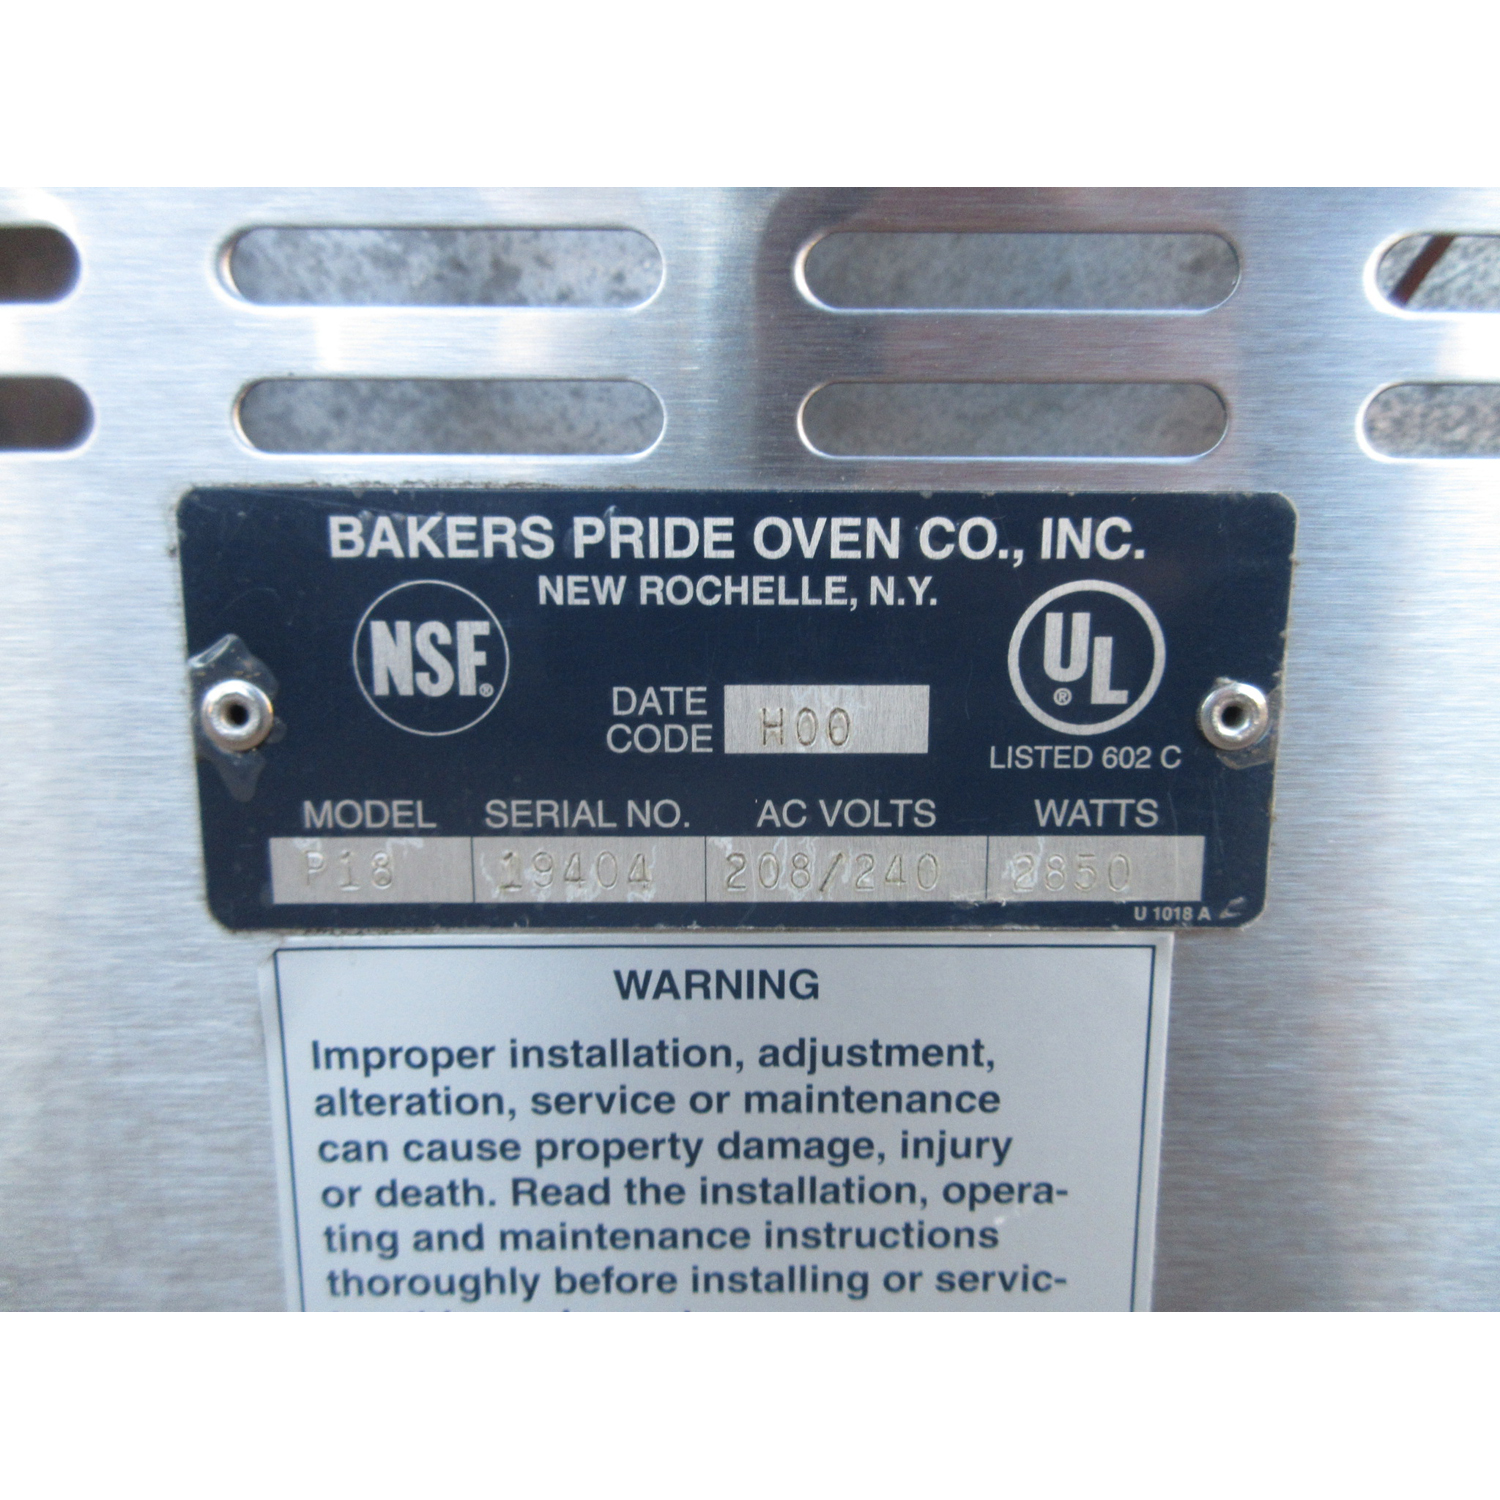 BAKERS PRIDE OVEN CO., INC.
NEW ROCHELLE, N.Y.
NSF®
DATE CODE H00
UL®
LISTED 602 C
MODEL SERIAL NO. AC VOLTS WATTS
P18 19404 208/240 2850
U 1018 A
WARNING
Improper installation, adjustment,
alteration, service or maintenance
can cause property damage, injury
or death. Read the installation, opera-
ting and maintenance instructions
thoroughly before installing or servic-